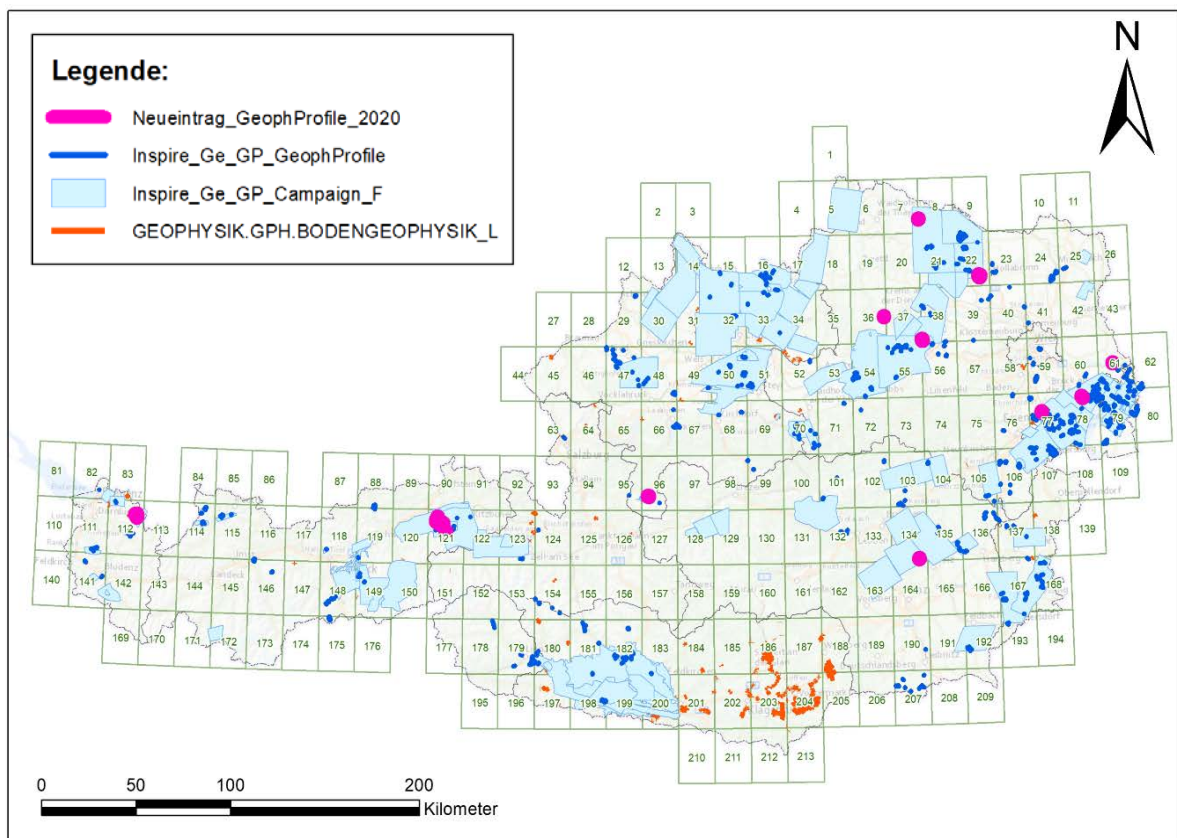 N
Legende:
Neueintrag_GeophProfile_2020
Inspire_Ge_GP_GeophProfile
Inspire_Ge_GP_Campaign_F
GEOPHYSIK.GPH.BODENGEOPHYSIK_L
1
2 3 4 5 6 7 8 9 10 11
12 13 14 15 16 17 18 19 20 21 22 23 24 25 26
27 28 29 30 31 32 33 34 35 36 37 38 39 40 41 42 43
44 45 46 47 48 49 50 51 52 53 54 55 56 57 58 59 60 61 62
63 64 65 66 67 68 69 70 71 72 73 74 75 76 77 78 79 80
Salzburg
81 82 83 84 85 86 87 88 89 90 91 92 93 94 95 96 97 98 99 100 101 102 103 104 105 106 107 108 109
110 111 112 113 114 115 116 117 118 119 120 121 122 123 124 125 126 127 128 129 130 131 132 133 134 135 136 137 138 139
140 141 142 143 144 145 146 147 148 149 150 151 152 153 154 155 156 157 158 159 160 161 162 163 164 165 166 167 168
169 170 171 172 173 174 175 176 177 178 179 180 181 182 183 184 185 186 187 188 189 190 191 192 193 194
195 196 197 198 199 200 201 202 203 204 205 206 207 208 209
210 211 212 213
0 50 100 200
Kilometer